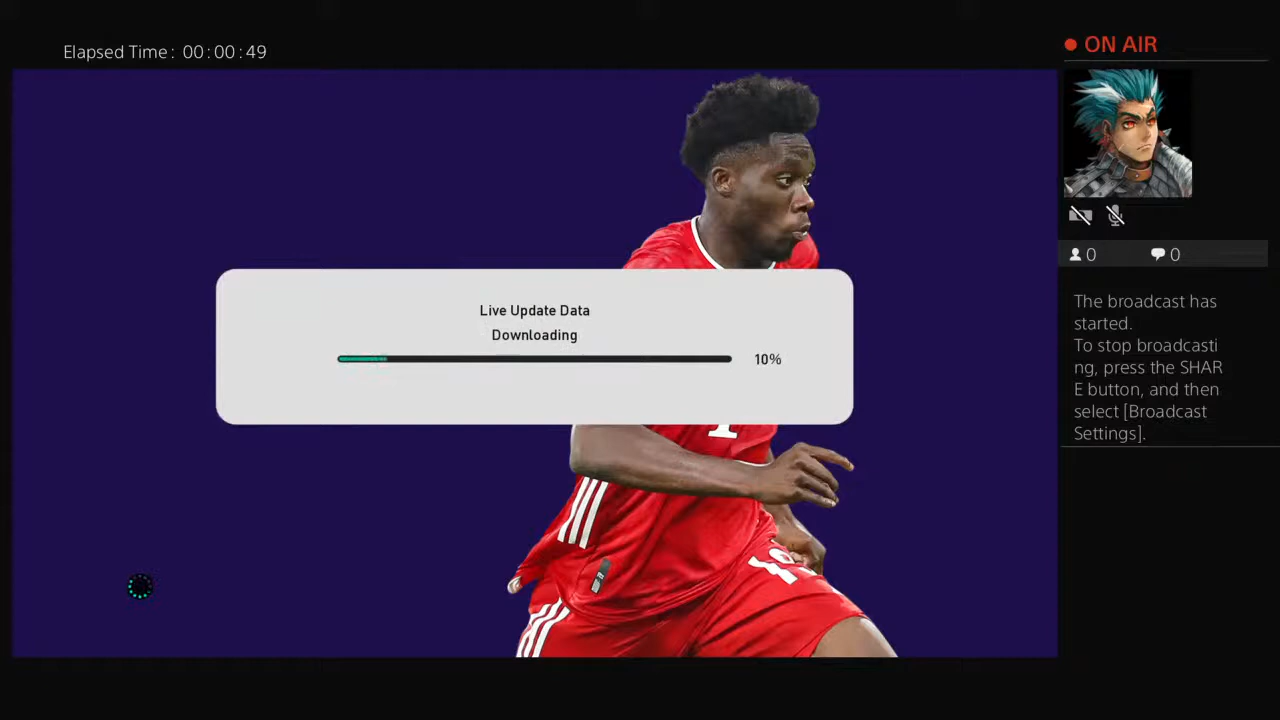 Elapsed Time: 00:00:49
ON AIR
Live Update Data
Downloading
10%
0
0
The broadcast has
started.
To stop broadcasti
ng, press the SHAR
E button, and then
select [Broadcast
Settings].